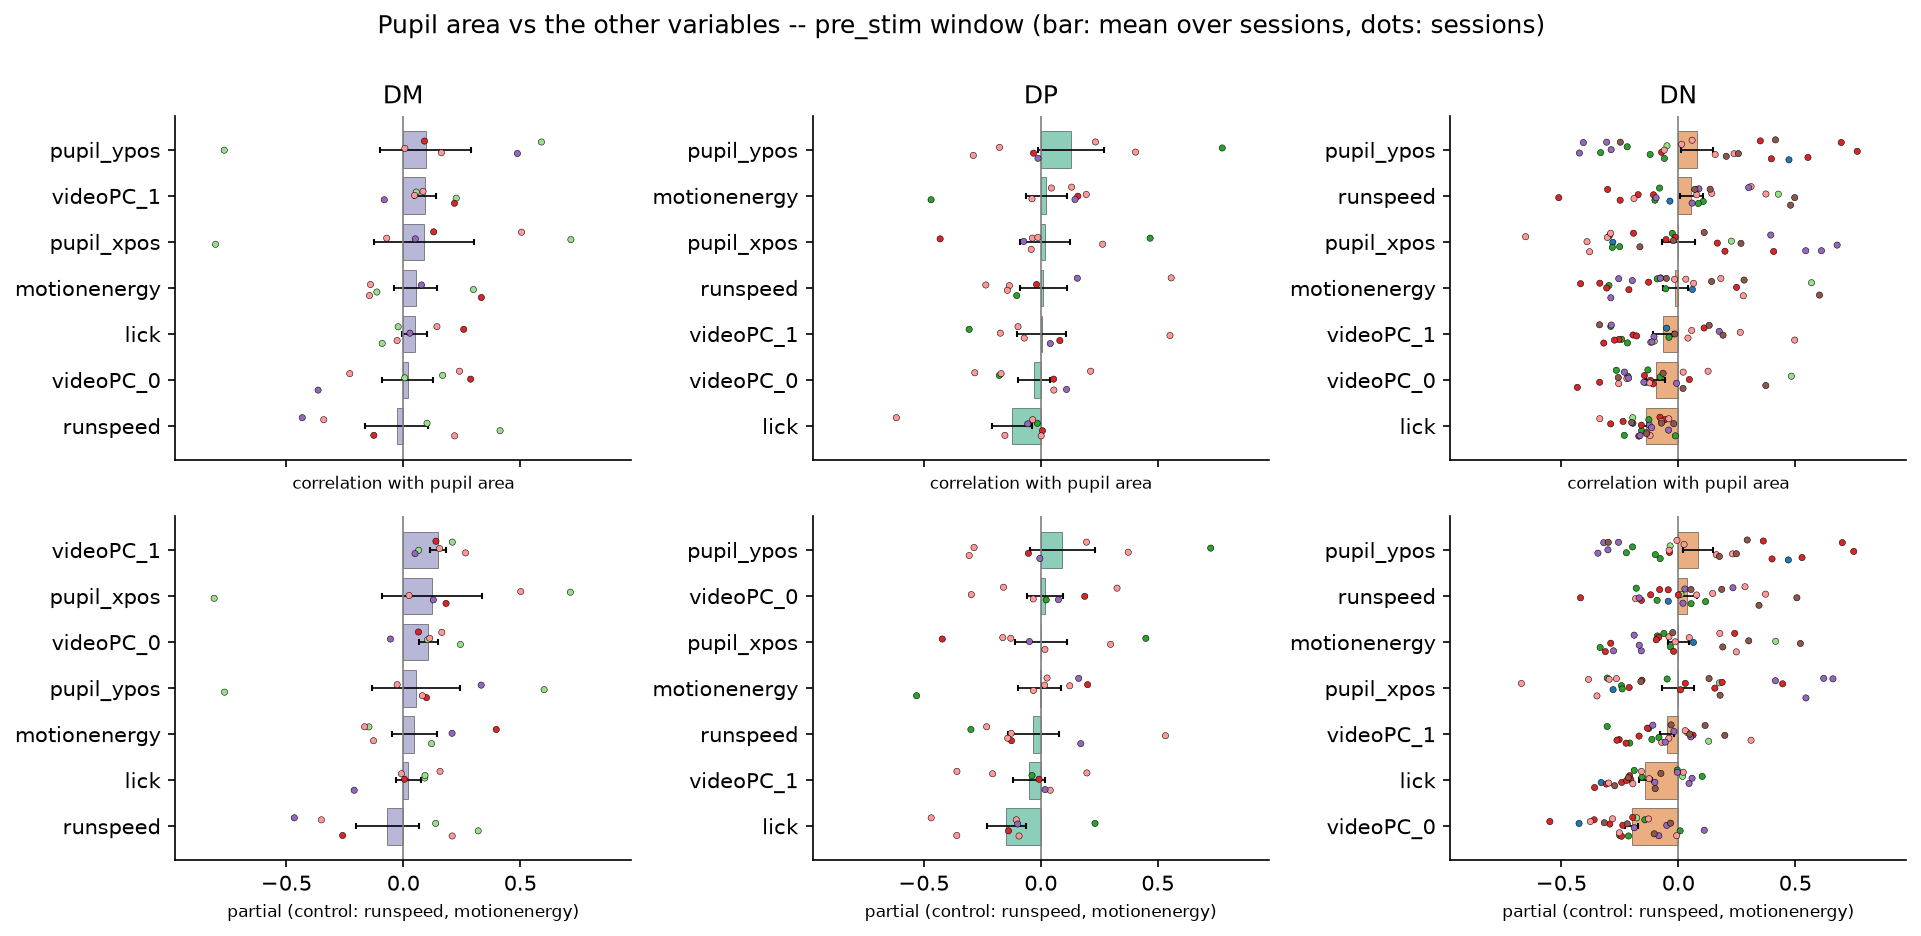 Pupil area vs the other variables -- pre_stim window (bar: mean over sessions, dots: sessions)
DM
pupil_ypos
videoPC_1
pupil_xpos
motionenergy
lick
videoPC_0
runspeed
correlation with pupil area
DP
pupil_ypos
motionenergy
pupil_xpos
runspeed
videoPC_1
videoPC_0
lick
correlation with pupil area
DN
pupil_ypos
runspeed
pupil_xpos
motionenergy
videoPC_1
videoPC_0
lick
correlation with pupil area
videoPC_1
pupil_xpos
videoPC_0
pupil_ypos
motionenergy
lick
runspeed
−0.5 0.0 0.5
partial (control: runspeed, motionenergy)
pupil_ypos
videoPC_0
pupil_xpos
motionenergy
runspeed
videoPC_1
lick
−0.5 0.0 0.5
partial (control: runspeed, motionenergy)
pupil_ypos
runspeed
motionenergy
pupil_xpos
videoPC_1
lick
videoPC_0
−0.5 0.0 0.5
partial (control: runspeed, motionenergy)